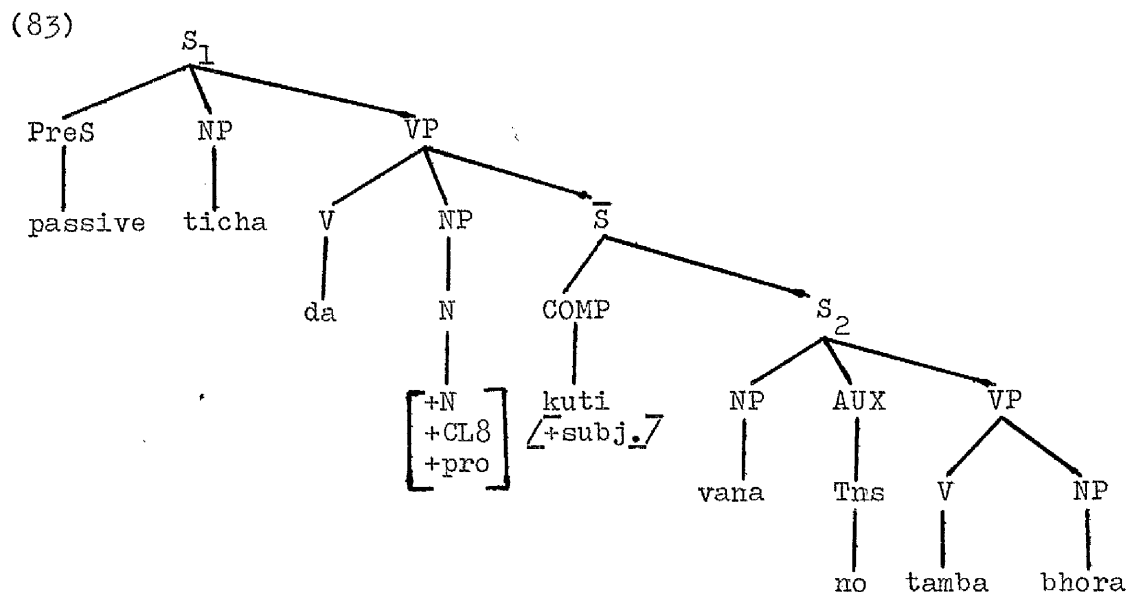 (83)
S1
PreS NP VP
passive ticha V NP S̄
da N COMP S2
[+N kuti NP AUX VP
+CL8 [+subj.]
+pro] vana Tns V NP
no tamba bhora